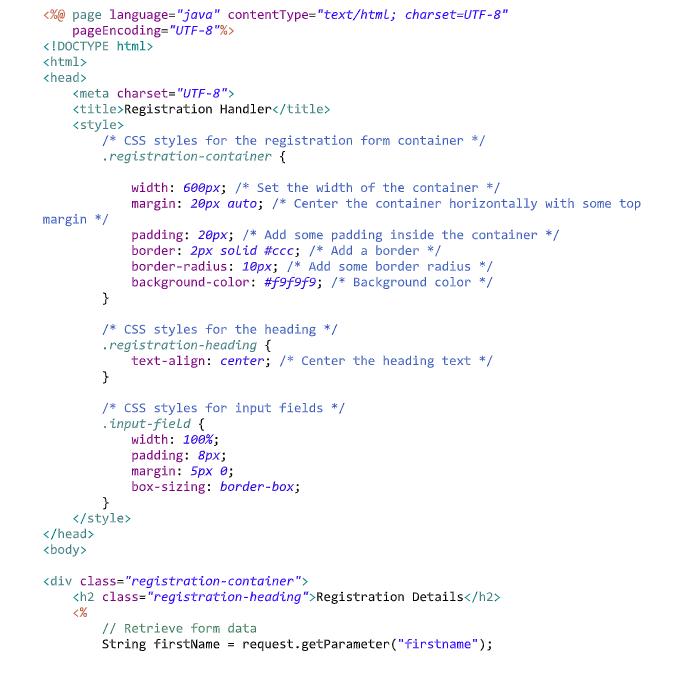 <%@ page language="java" contentType="text/html; charset=UTF-8"
    pageEncoding="UTF-8"%>
<!DOCTYPE html>
<html>
<head>
    <meta charset="UTF-8">
    <title>Registration Handler</title>
    <style>
        /* CSS styles for the registration form container */
        .registration-container {
            width: 600px; /* Set the width of the container */
            margin: 20px auto; /* Center the container horizontally with some top
margin */
            padding: 20px; /* Add some padding inside the container */
            border: 2px solid #ccc; /* Add a border */
            border-radius: 10px; /* Add some border radius */
            background-color: #f9f9f9; /* Background color */
        }
        /* CSS styles for the heading */
        .registration-heading {
            text-align: center; /* Center the heading text */
        }
        /* CSS styles for input fields */
        .input-field {
            width: 100%;
            padding: 8px;
            margin: 5px 0;
            box-sizing: border-box;
        }
    </style>
</head>
<body>
<div class="registration-container">
    <h2 class="registration-heading">Registration Details</h2>
    <%
        // Retrieve form data
        String firstName = request.getParameter("firstname");